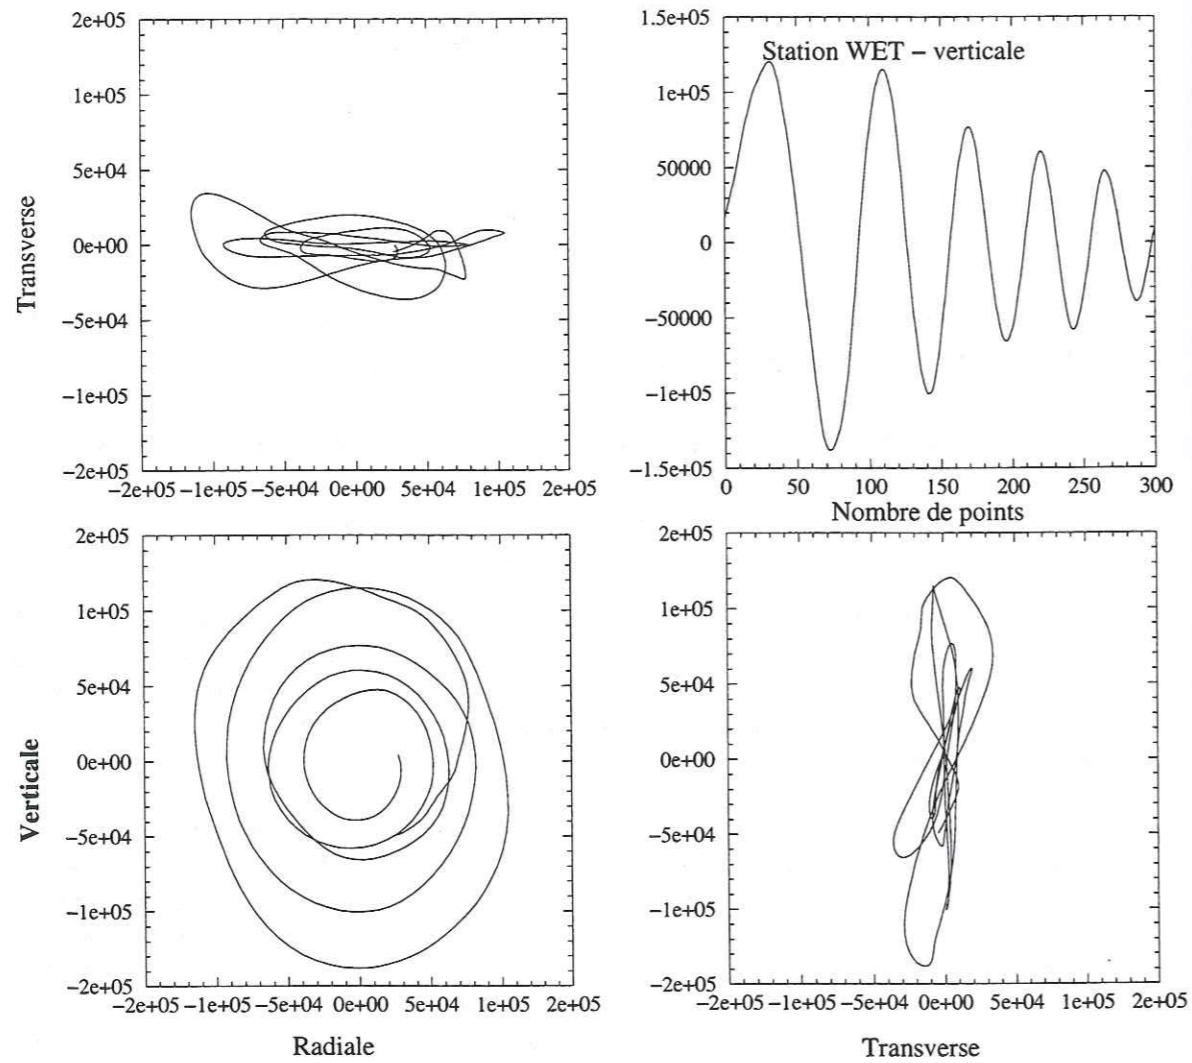 2e+05
1e+05
5e+04
0e+00
−5e+04
−1e+05
−2e+05
Transverse
−2e+05 −1e+05 −5e+04 0e+00 5e+04 1e+05 2e+05
1.5e+05
1e+05
50000
0
−50000
−1e+05
−1.5e+05
Station WET − verticale
0 50 100 150 200 250 300
Nombre de points
2e+05
1e+05
5e+04
0e+00
−5e+04
−1e+05
−2e+05
Verticale
−2e+05 −1e+05 −5e+04 0e+00 5e+04 1e+05 2e+05
Radiale
2e+05
1e+05
5e+04
0e+00
−5e+04
−1e+05
−2e+05
−2e+05 −1e+05 −5e+04 0e+00 5e+04 1e+05 2e+05
Transverse